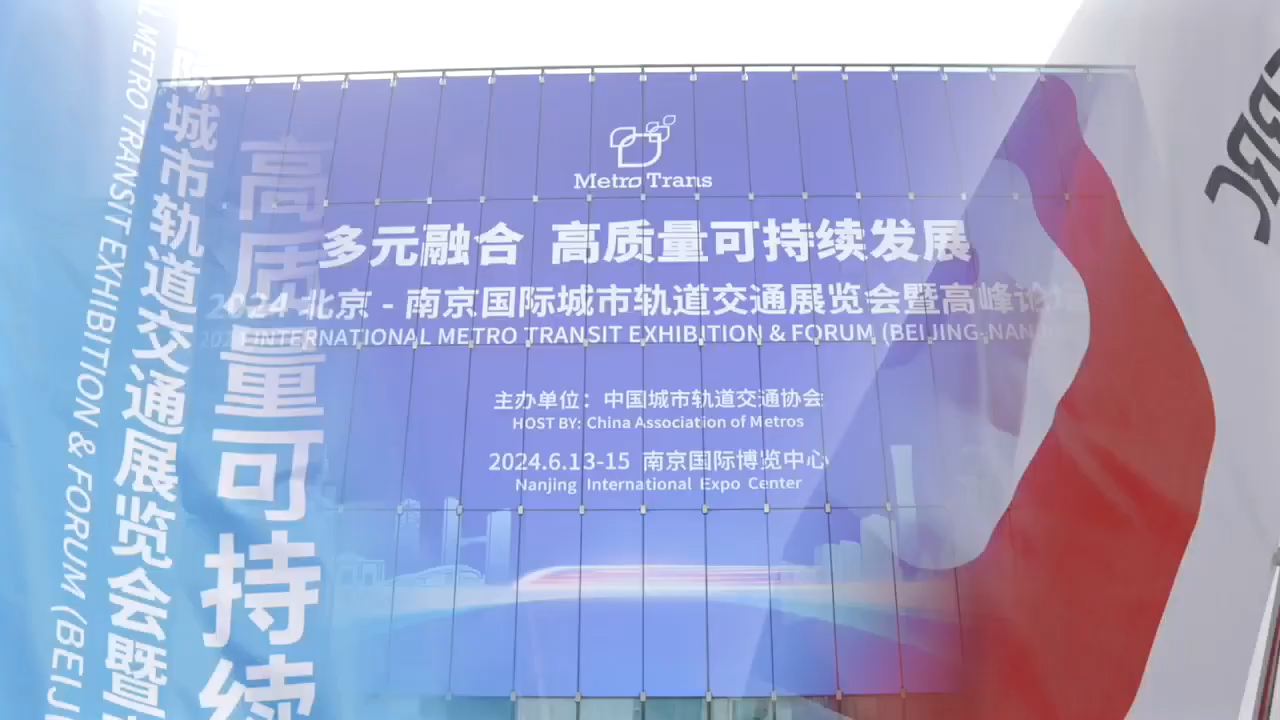 Metro Trans
多元融合 高质量可持续发展
2024 北京-南京国际城市轨道交通展览会暨高峰论坛
INTERNATIONAL METRO TRANSIT EXHIBITION & FORUM (BEIJING-NAN
主办单位：中国城市轨道交通协会
HOST BY: China Association of Metros
2024.6.13-15 南京国际博览中心
Nanjing International Expo Center
高质量可持续
际城市轨道交通展览会暨
METRO TRANSIT EXHIBITION & FORUM (BEIJ